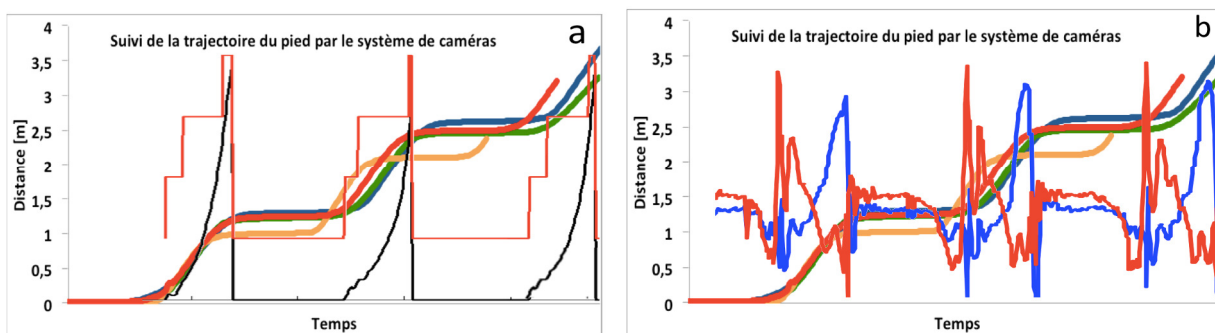 Suivi de la trajectoire du pied par le système de caméras
a
4
3,5
3
2,5
2
1,5
1
0,5
0
Distance [m]
Temps
Suivi de la trajectoire du pied par le système de caméras
b
4
3,5
3
2,5
2
1,5
1
0,5
0
Distance [m]
Temps